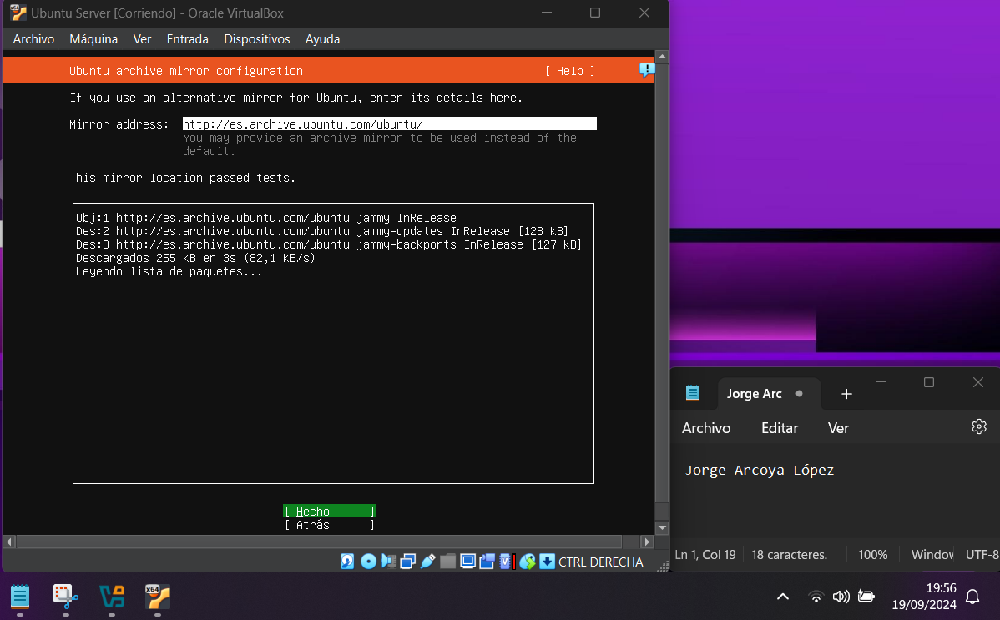 Ubuntu Server [Corriendo] - Oracle VirtualBox
Archivo Máquina Ver Entrada Dispositivos Ayuda
Ubuntu archive mirror configuration [ Help ]
If you use an alternative mirror for Ubuntu, enter its details here.
Mirror address: http://es.archive.ubuntu.com/ubuntu/
You may provide an archive mirror to be used instead of the
default.
This mirror location passed tests.
Obj:1 http://es.archive.ubuntu.com/ubuntu jammy InRelease
Des:2 http://es.archive.ubuntu.com/ubuntu jammy-updates InRelease [128 kB]
Des:3 http://es.archive.ubuntu.com/ubuntu jammy-backports InRelease [127 kB]
Descargados 255 kB en 3s (82,1 kB/s)
Leyendo lista de paquetes...
[ Hecho ]
[ Atrás ]
CTRL DERECHA
Jorge Arc
Archivo Editar Ver
Jorge Arcoya López
Ln 1, Col 19 18 caracteres. 100% Window UTF-8
x64
19:56
19/09/2024